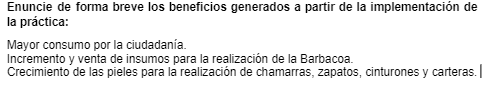 Enuncie de forma breve los beneficios generados a partir de la implementación de
la práctica:
Mayor consumo por la ciudadanía.
Incremento y venta de insumos para la realización de la Barbacoa.
Crecimiento de las pieles para la realización de chamarras, zapatos, cinturones y carteras.